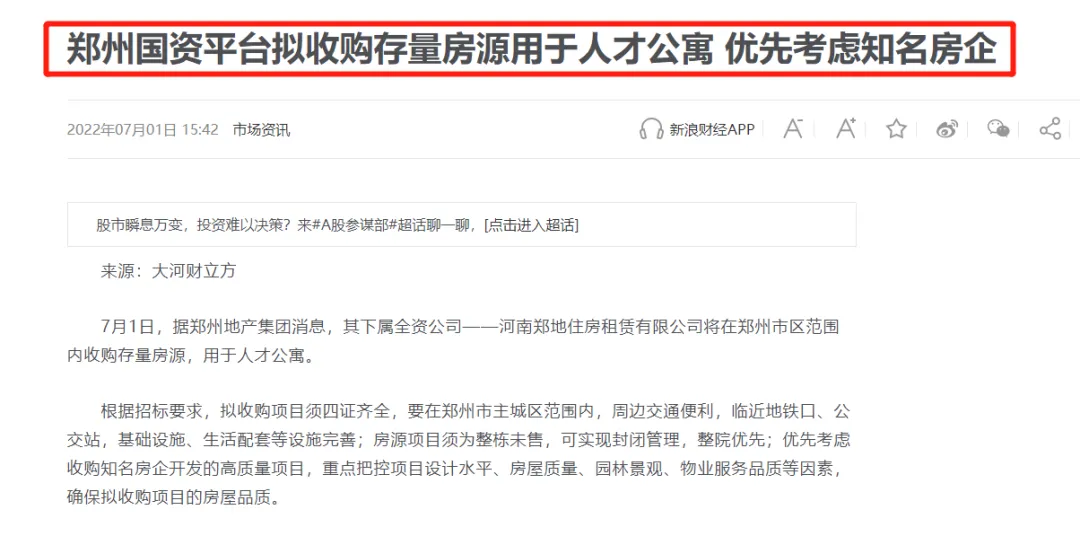 郑州国资平台拟收购存量房源用于人才公寓 优先考虑知名房企
2022年07月01日 15:42 市场资讯
新浪财经APP
A-
A+
股市瞬息万变，投资难以决策？来#A股参谋部#超话聊一聊，[点击进入超话]
来源：大河财立方
7月1日，据郑州地产集团消息，其下属全资公司——河南郑地住房租赁有限公司将在郑州市区范围
内收购存量房源，用于人才公寓。
根据招标要求，拟收购项目须四证齐全，要在郑州市主城区范围内，周边交通便利，临近地铁口、公
交站，基础设施、生活配套等设施完善；房源项目须为整栋未售，可实现封闭管理，整院优先；优先考虑
收购知名房企开发的高质量项目，重点把控项目设计水平、房屋质量、园林景观、物业服务品质等因素，
确保拟收购项目的房屋品质。